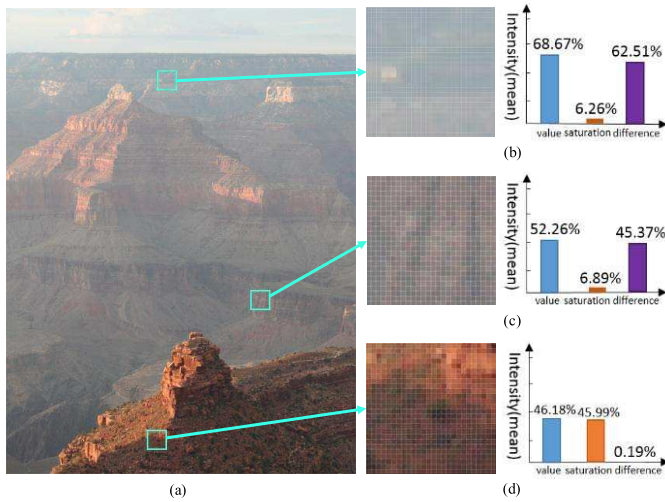 Intensity(mean)
68.67%
62.51%
6.26%
value saturation difference
(b)
Intensity(mean)
52.26%
45.37%
6.89%
value saturation difference
(c)
Intensity(mean)
46.18% 45.99%
0.19%
value saturation difference
(a)
(d)